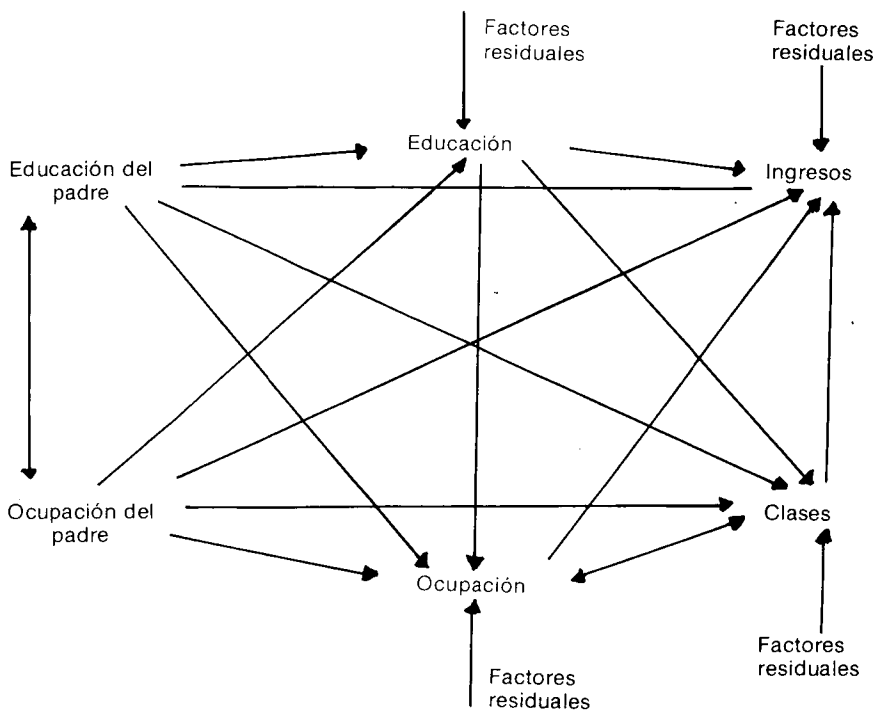 Factores
residuales
Factores
residuales
Educación
Educación del
padre
Ingresos
Ocupación del
padre
Clases
Ocupación
Factores
residuales
Factores
residuales